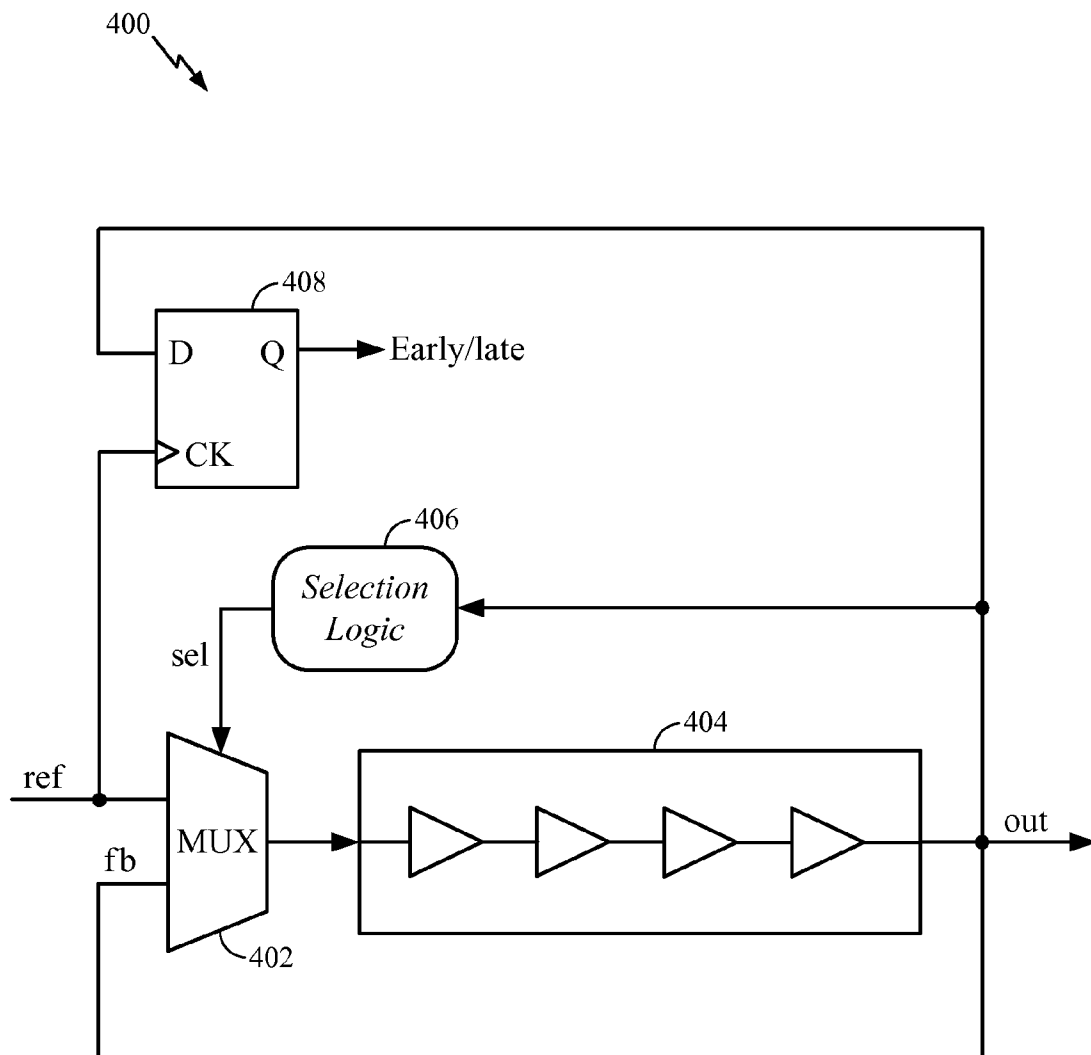 400
408
D
Q
Early/late
CK
406
Selection
Logic
sel
404
ref
MUX
out
fb
402